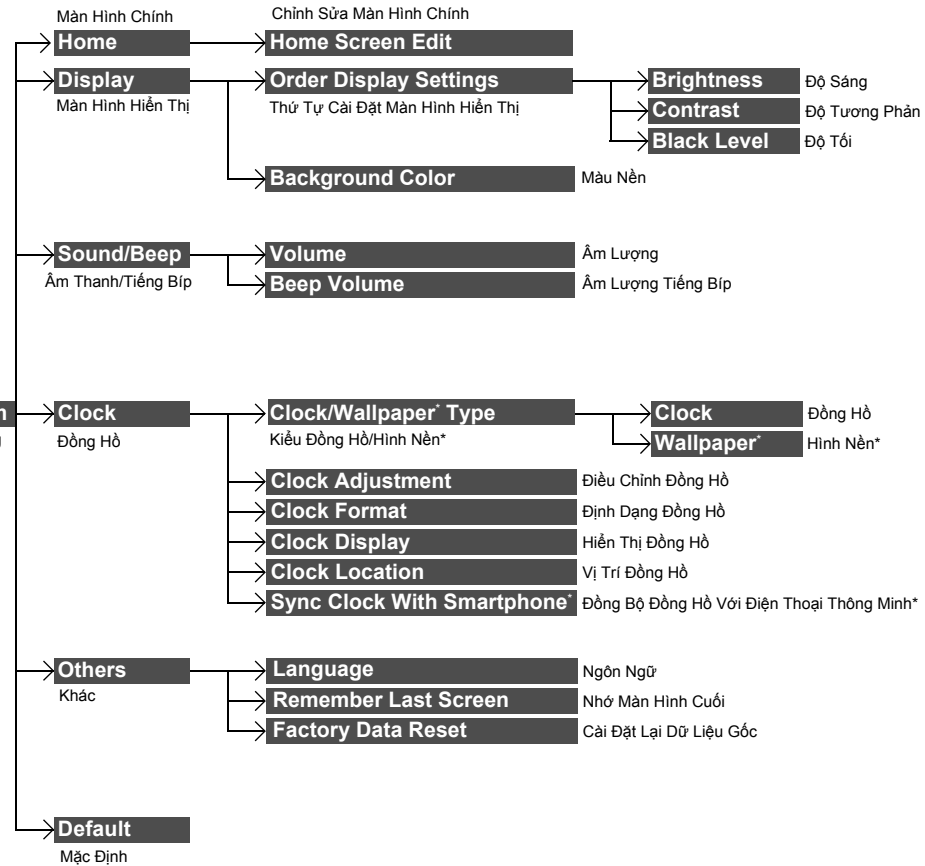 Màn Hình Chính
Chỉnh Sửa Màn Hình Chính
Home
Home Screen Edit
Display
Order Display Settings
Brightness
Độ Sáng
Màn Hình Hiển Thị
Thứ Tự Cài Đặt Màn Hình Hiển Thị
Contrast
Độ Tương Phản
Black Level
Độ Tối
Background Color
Màu Nền
Sound/Beep
Volume
Âm Lượng
Âm Thanh/Tiếng Bíp
Beep Volume
Âm Lượng Tiếng Bíp
Clock
Clock/Wallpaper* Type
Clock
Đồng Hồ
Đồng Hồ
Kiểu Đồng Hồ/Hình Nền*
Wallpaper*
Hình Nền*
Clock Adjustment
Điều Chỉnh Đồng Hồ
Clock Format
Định Dạng Đồng Hồ
Clock Display
Hiển Thị Đồng Hồ
Clock Location
Vị Trí Đồng Hồ
Sync Clock With Smartphone*
Đồng Bộ Đồng Hồ Với Điện Thoại Thông Minh*
Others
Language
Ngôn Ngữ
Khác
Remember Last Screen
Nhớ Màn Hình Cuối
Factory Data Reset
Cài Đặt Lại Dữ Liệu Gốc
Default
Mặc Định